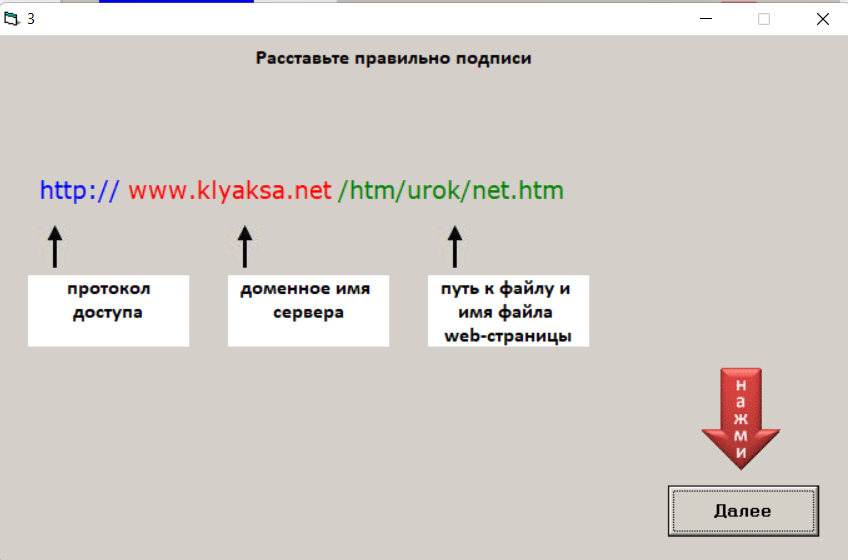 3
Расставьте правильно подписи
http:// www.klyaksa.net /htm/urok/net.htm
протокол
доступа
доменное имя
сервера
путь к файлу и
имя файла
web-страницы
нажми
Далее